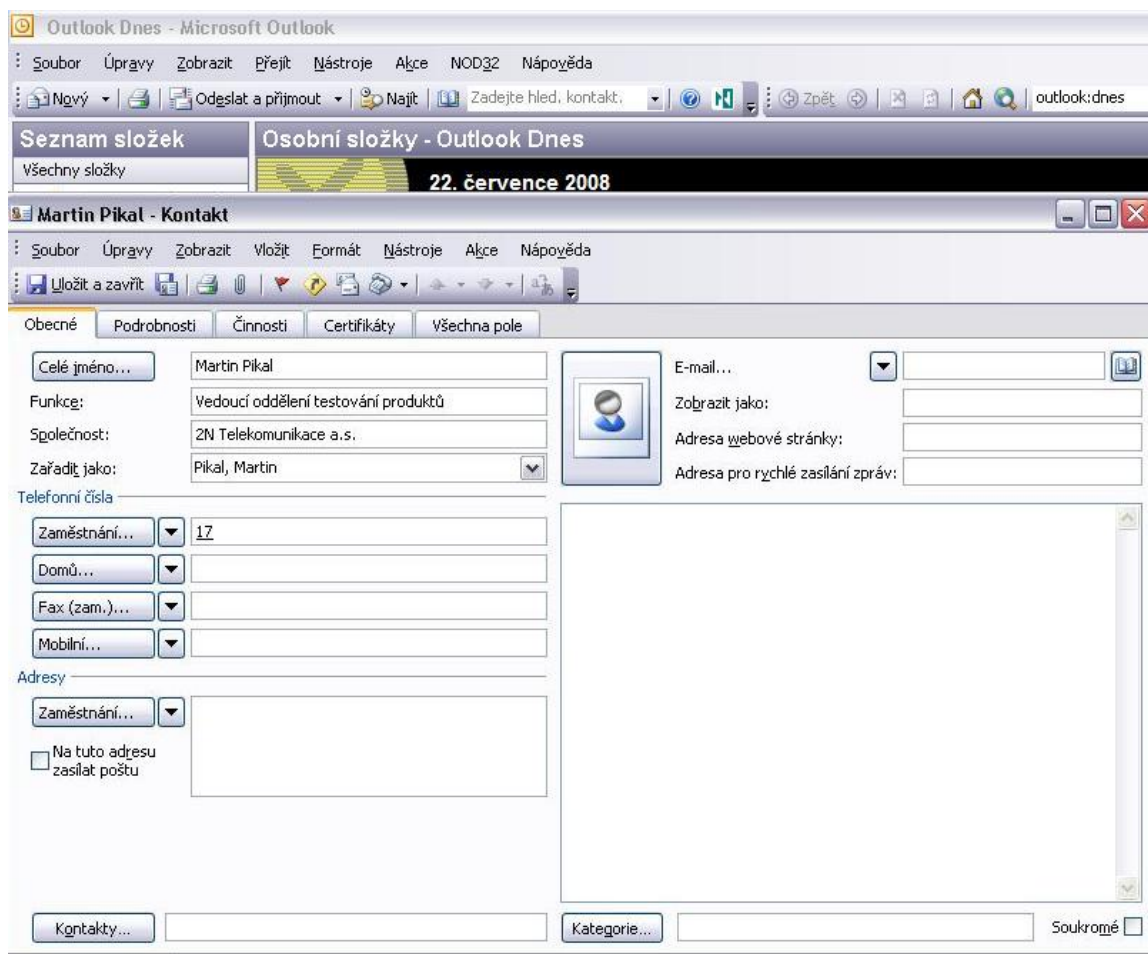 Outlook Dnes - Microsoft Outlook
Soubor Úpravy Zobrazit Přejít Nástroje Akce NOD32 Nápověda
Nový Odeslat a přijmout Najít Zadejte hled. kontakt. Zpět outlook:dnes
Seznam složek Osobní složky - Outlook Dnes
Všechny složky
22. července 2008
Martin Pikal - Kontakt
Soubor Úpravy Zobrazit Vložit Formát Nástroje Akce Nápověda
Uložit a zavřít
Obecné Podrobnosti Činnosti Certifikáty Všechna pole
Celé jméno... Martin Pikal E-mail...
Funkce: Vedoucí oddělení testování produktů Zobrazit jako:
Společnost: 2N Telekomunikace a.s. Adresa webové stránky:
Zařadit jako: Pikal, Martin Adresa pro rychlé zasílání zpráv:
Telefonní čísla
Zaměstnání... 17
Domů...
Fax (zam.)...
Mobilní...
Adresy
Zaměstnání...
Na tuto adresu
zasílat poštu
Kontakty... Kategorie... Soukromé